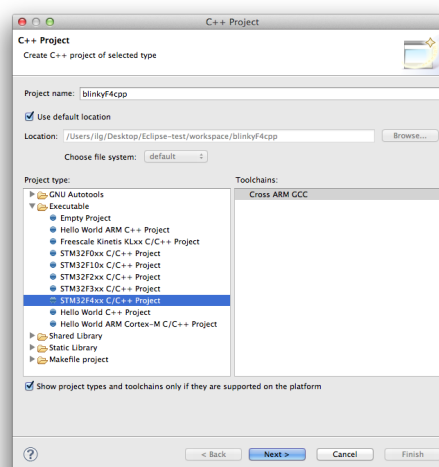 C++ Project
C++ Project
Create C++ project of selected type
Project name: blinkyF4cpp
Use default location
Location: /Users/ilg/Desktop/Eclipse-test/workspace/blinkyF4cpp Browse...
Choose file system: default
Project type: Toolchains:
GNU Autotools Cross ARM GCC
Executable
Empty Project
Hello World ARM C++ Project
Freescale Kinetis KLxx C/C++ Project
STM32F0xx C/C++ Project
STM32F10x C/C++ Project
STM32F2xx C/C++ Project
STM32F3xx C/C++ Project
STM32F4xx C/C++ Project
Hello World C++ Project
Hello World ARM Cortex-M C/C++ Project
Shared Library
Static Library
Makefile project
Show project types and toolchains only if they are supported on the platform
? < Back Next > Cancel Finish